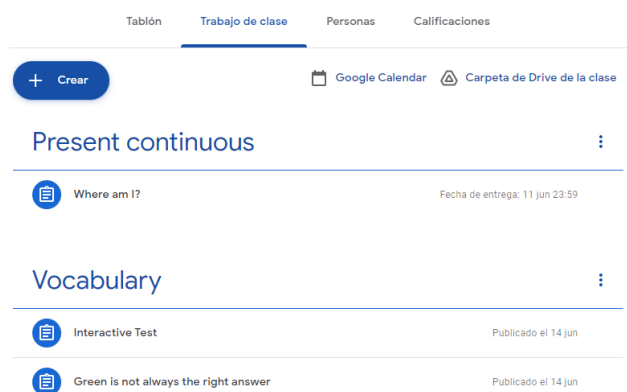 Tablón Trabajo de clase Personas Calificaciones
+ Crear Google Calendar Carpeta de Drive de la clase
Present continuous
Where am I? Fecha de entrega: 11 jun 23:59
Vocabulary
Interactive Test Publicado el 14 jun
Green is not always the right answer Publicado el 14 jun